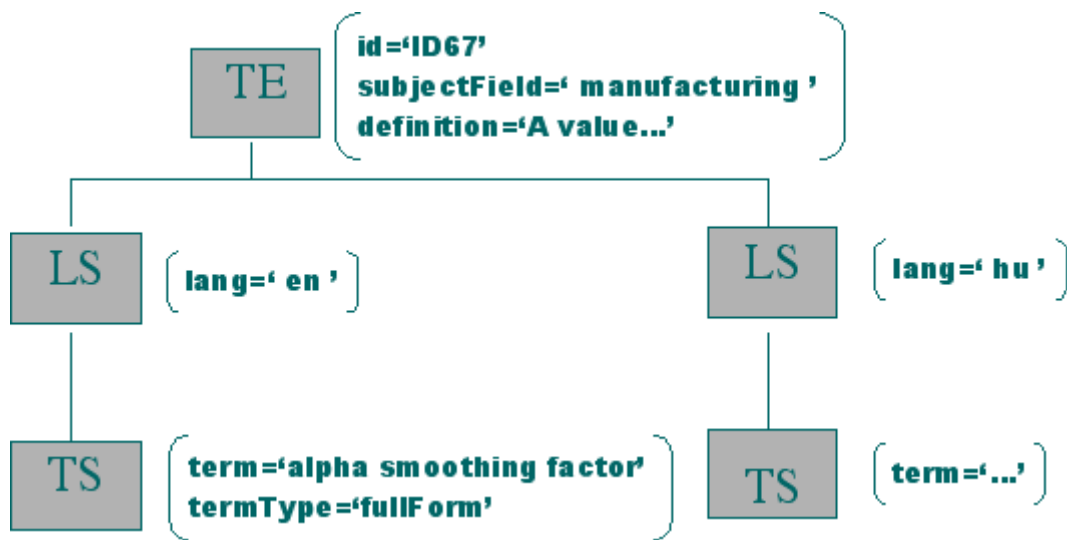 TE
id=‘ID67’
subjectField=‘ manufacturing ’
definition=‘A value...’
LS
lang=‘ en ’
LS
lang=‘ hu ’
TS
term=‘alpha smoothing factor’
termType=‘fullForm’
TS
term=‘...’